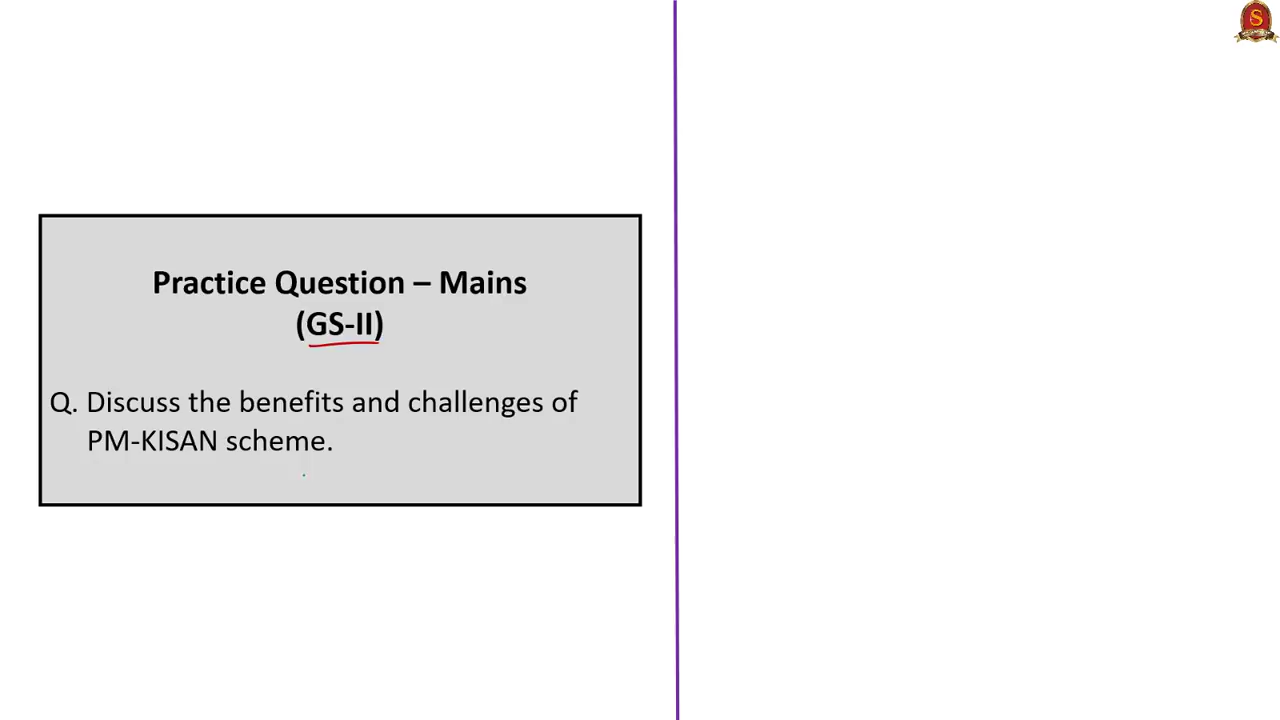 Practice Question – Mains
(GS-II)
Q. Discuss the benefits and challenges of
PM-KISAN scheme.
S